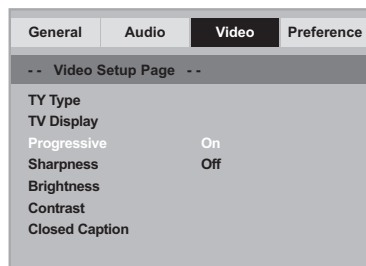 General Audio Video Preference
-- Video Setup Page --
TY Type
TV Display
Progressive On
Sharpness Off
Brightness
Contrast
Closed Caption